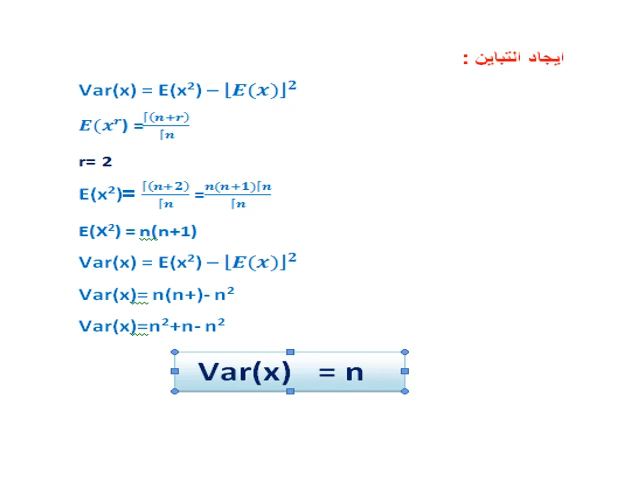 ايجاد التباين :
Var(x) = E(x²) − ⌊E(x)⌋²
E(xʳ) = ⌈(n+r) / ⌈n
r= 2
E(x²)= ⌈(n+2) / ⌈n = n(n+1)⌈n / ⌈n
E(X²) = n(n+1)
Var(x) = E(x²) − ⌊E(x)⌋²
Var(x)= n(n+)- n²
Var(x)=n²+n- n²
Var(x) = n